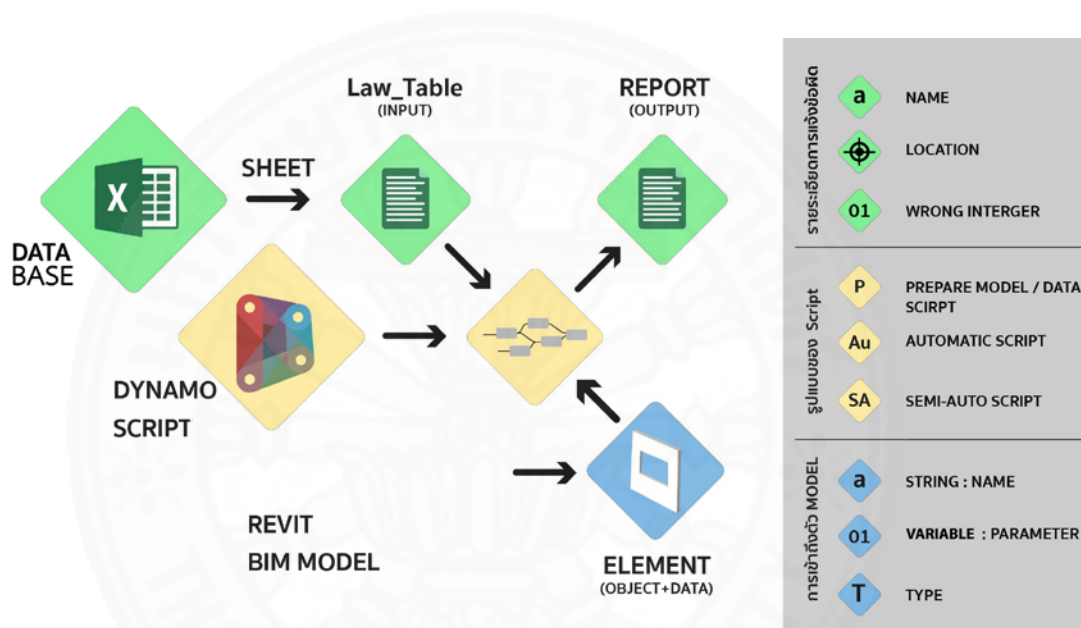 Law_Table
(INPUT)
REPORT
(OUTPUT)
SHEET
X
DATA
BASE
DYNAMO
SCRIPT
REVIT
BIM MODEL
ELEMENT
(OBJECT+DATA)
รายระเอียดการแจ้งข้อผิด
a NAME
LOCATION
01 WRONG INTERGER
รูปแบบของ Script
P PREPARE MODEL / DATA
SCIRPT
Au AUTOMATIC SCRIPT
SA SEMI-AUTO SCRIPT
การเข้าถึงตัว MODEL
a STRING : NAME
01 VARIABLE : PARAMETER
T TYPE